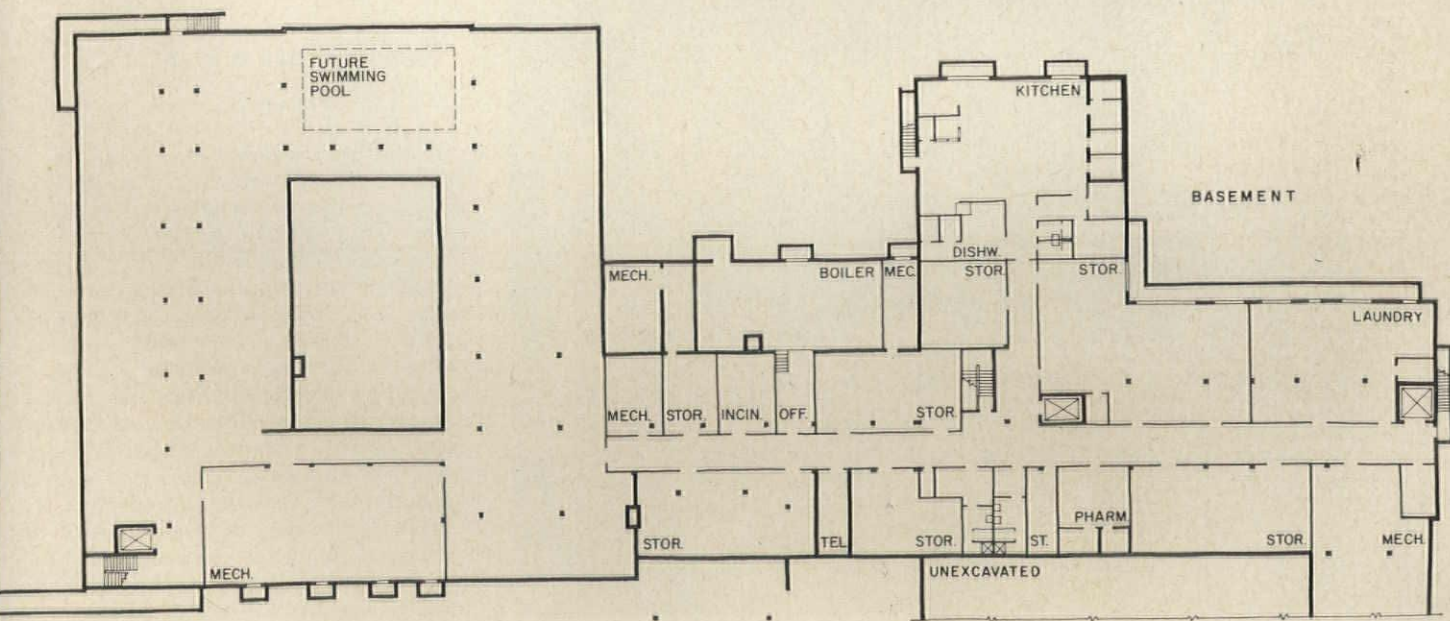 FUTURE
SWIMMING
POOL
KITCHEN
BASEMENT
DISHW.
MECH.
BOILER
MEC.
STOR.
STOR.
LAUNDRY
MECH.
STOR.
INCIN.
OFF.
STOR.
MECH.
STOR.
TEL
STOR.
ST.
PHARM
STOR.
MECH.
UNEXCAVATED